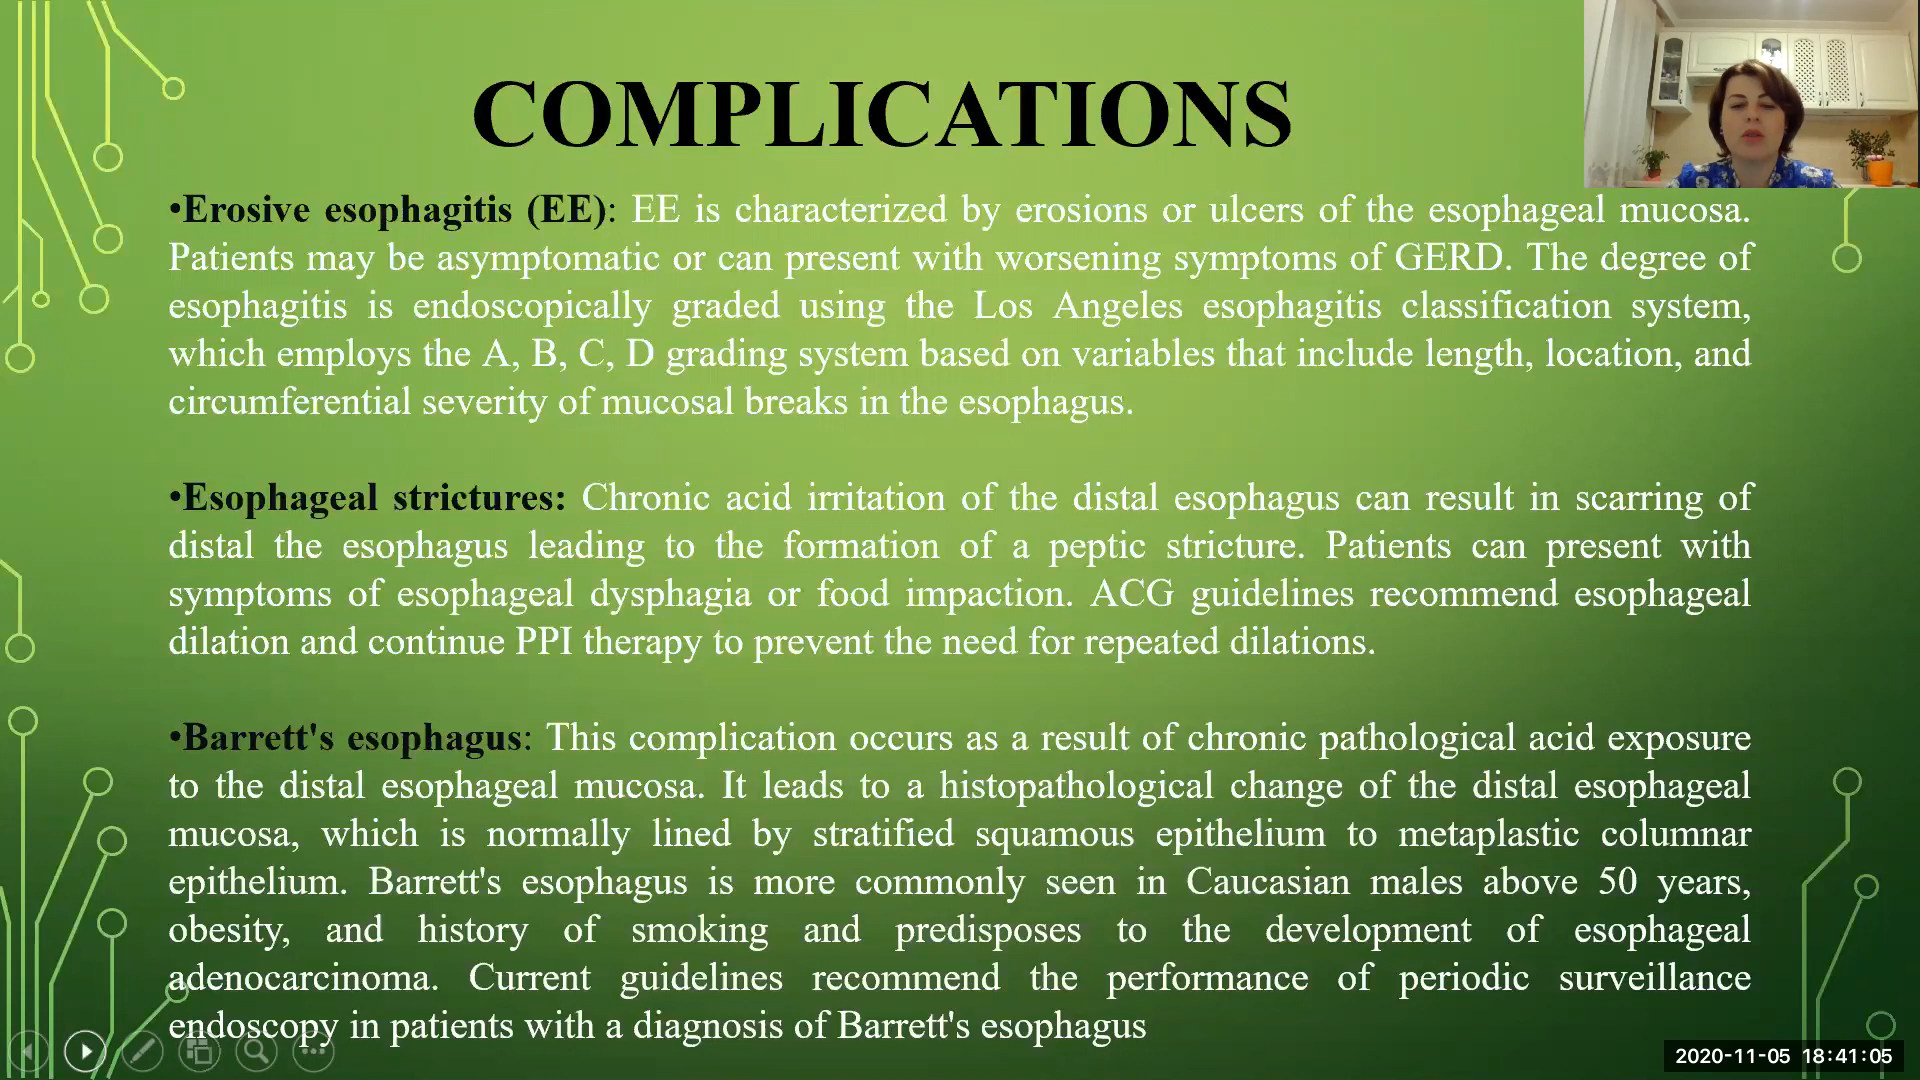 COMPLICATIONS
•Erosive esophagitis (EE): EE is characterized by erosions or ulcers of the esophageal mucosa.
Patients may be asymptomatic or can present with worsening symptoms of GERD. The degree of
esophagitis is endoscopically graded using the Los Angeles esophagitis classification system,
which employs the A, B, C, D grading system based on variables that include length, location, and
circumferential severity of mucosal breaks in the esophagus.
•Esophageal strictures: Chronic acid irritation of the distal esophagus can result in scarring of
distal the esophagus leading to the formation of a peptic stricture. Patients can present with
symptoms of esophageal dysphagia or food impaction. ACG guidelines recommend esophageal
dilation and continue PPI therapy to prevent the need for repeated dilations.
•Barrett's esophagus: This complication occurs as a result of chronic pathological acid exposure
to the distal esophageal mucosa. It leads to a histopathological change of the distal esophageal
mucosa, which is normally lined by stratified squamous epithelium to metaplastic columnar
epithelium. Barrett's esophagus is more commonly seen in Caucasian males above 50 years,
obesity, and history of smoking and predisposes to the development of esophageal
adenocarcinoma. Current guidelines recommend the performance of periodic surveillance
endoscopy in patients with a diagnosis of Barrett's esophagus
2020-11-05 18:41:05